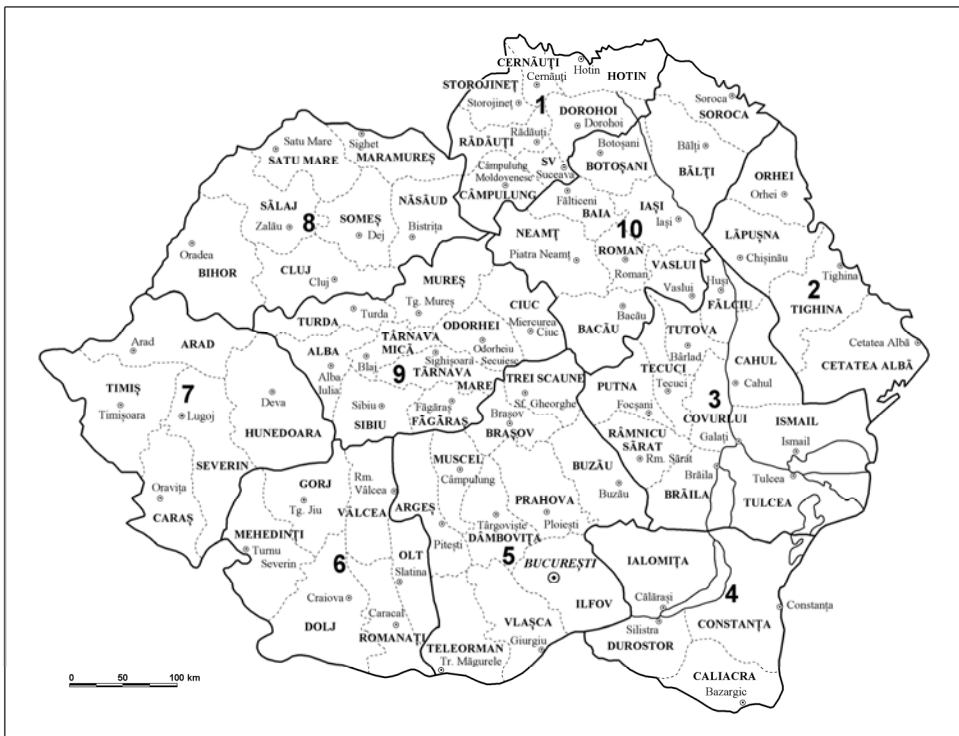 CERNĂUȚI
Cernăuți
Hotin
HOTIN
STOROJINEȚ
Storojineț
1
DOROHOI
Dorohoi
Rădăuți
RĂDĂUȚI
SV
Suceava
Câmpulung
Moldovenesc
CÂMPULUNG
Soroca
SOROCA
Bălți
BĂLȚI
Botoșani
BOTOȘANI
ORHEI
Orhei
LĂPUȘNA
Chișinău
2
Tighina
TIGHINA
Cetatea Albă
CETATEA ALBĂ
Satu Mare
SATU MARE
Sighet
MARAMUREȘ
SĂLAJ
Zalău
8
SOMEȘ
Dej
NĂSĂUD
Bistrița
Oradea
BIHOR
CLUJ
Cluj
Fălticeni
BAIA
IAȘI
Iași
NEAMȚ
Piatra Neamț
10
ROMAN
Roman
VASLUI
Vaslui
Huși
FĂLCIU
BACĂU
Bacău
MUREȘ
Tg. Mureș
CIUC
Miercurea
Ciuc
TURDA
Turda
ODORHEI
Odorheiu
Secuiesc
TÂRNAVA
MICĂ
ALBA
Alba
Iulia
Blaj
9
Sighișoara
TÂRNAVA
MARE
Sibiu
SIBIU
Făgăraș
FĂGĂRAȘ
Arad
ARAD
TIMIȘ
Timișoara
7
Lugoj
Deva
HUNEDOARA
SEVERIN
Oravița
CARAȘ
TUTOVA
Bârlad
TECUCI
Tecuci
PUTNA
Focșani
3
COVURLUI
Galați
CAHUL
Cahul
ISMAIL
Ismail
RÂMNICU
SĂRAT
Rm. Sărat
Brăila
BRĂILA
Tulcea
TULCEA
TREI SCAUNE
Sf. Gheorghe
Brașov
BRAȘOV
BUZĂU
Buzău
MUSCEL
Câmpulung
PRAHOVA
Ploiești
Târgoviște
DÂMBOVIȚA
ARGEȘ
Pitești
5
BUCUREȘTI
ILFOV
VLAȘCA
Giurgiu
TELEORMAN
Tr. Măgurele
GORJ
Tg. Jiu
Rm.
Vâlcea
VÂLCEA
MEHEDINȚI
Turnu
Severin
6
OLT
Slatina
Craiova
DOLJ
Caracal
ROMANAȚI
IALOMIȚA
Călărași
4
Constanța
CONSTANȚA
Silistra
DUROSTOR
CALIACRA
Bazargic
0 50 100 km